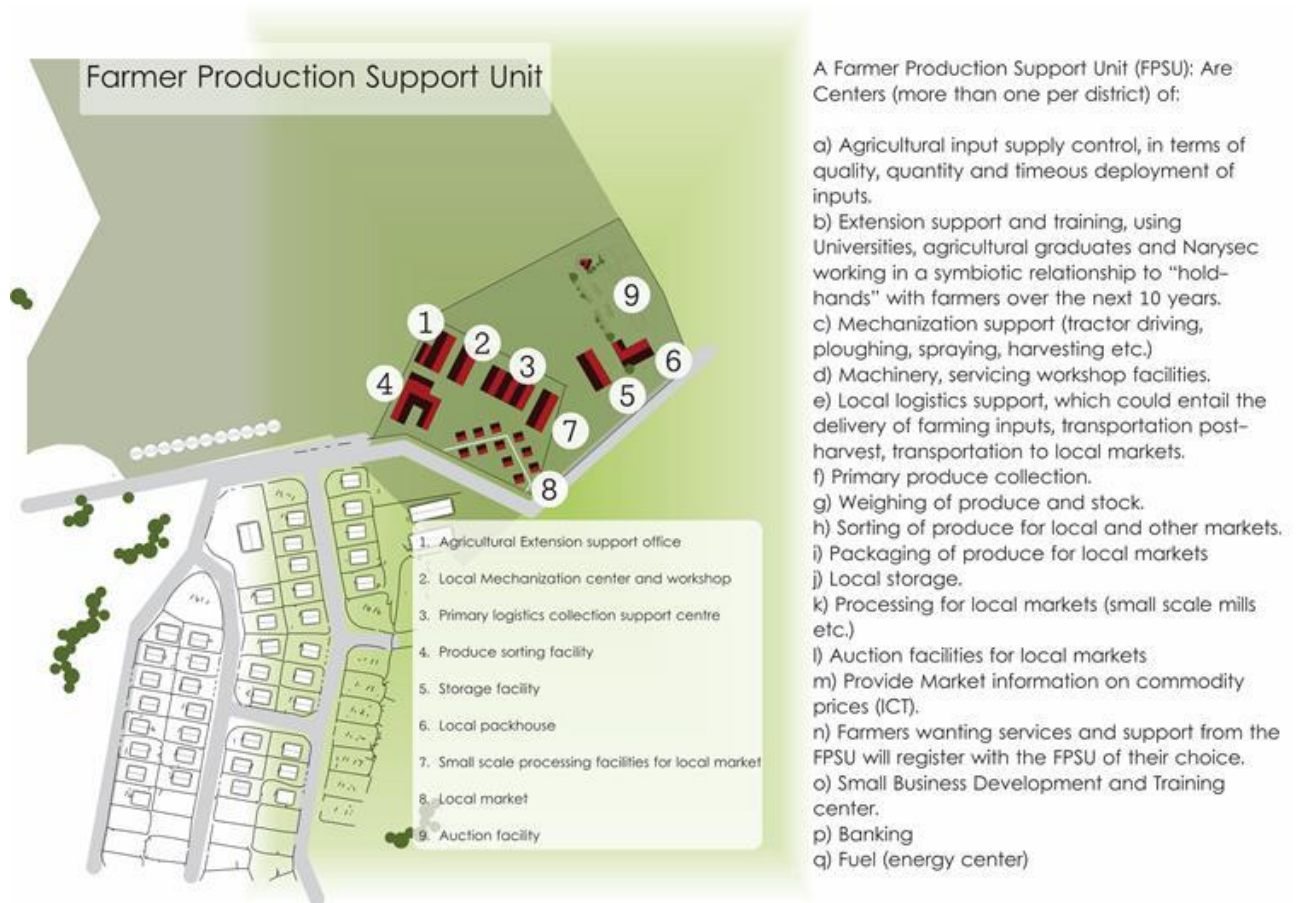 Farmer Production Support Unit
1
2
3
4
5
6
7
8
9
1. Agricultural Extension support office
2. Local Mechanization center and workshop
3. Primary logistics collection support centre
4. Produce sorting facility
5. Storage facility
6. Local packhouse
7. Small scale processing facilities for local market
8. Local market
9. Auction facility
A Farmer Production Support Unit (FPSU): Are
Centers (more than one per district) of:
a) Agricultural input supply control, in terms of
quality, quantity and timeous deployment of
inputs.
b) Extension support and training, using
Universities, agricultural graduates and Narysec
working in a symbiotic relationship to “hold-
hands” with farmers over the next 10 years.
c) Mechanization support (tractor driving,
ploughing, spraying, harvesting etc.)
d) Machinery, servicing workshop facilities.
e) Local logistics support, which could entail the
delivery of farming inputs, transportation post-
harvest, transportation to local markets.
f) Primary produce collection.
g) Weighing of produce and stock.
h) Sorting of produce for local and other markets.
i) Packaging of produce for local markets
j) Local storage.
k) Processing for local markets (small scale mills
etc.)
l) Auction facilities for local markets
m) Provide Market information on commodity
prices (ICT).
n) Farmers wanting services and support from the
FPSU will register with the FPSU of their choice.
o) Small Business Development and Training
center.
p) Banking
q) Fuel (energy center)